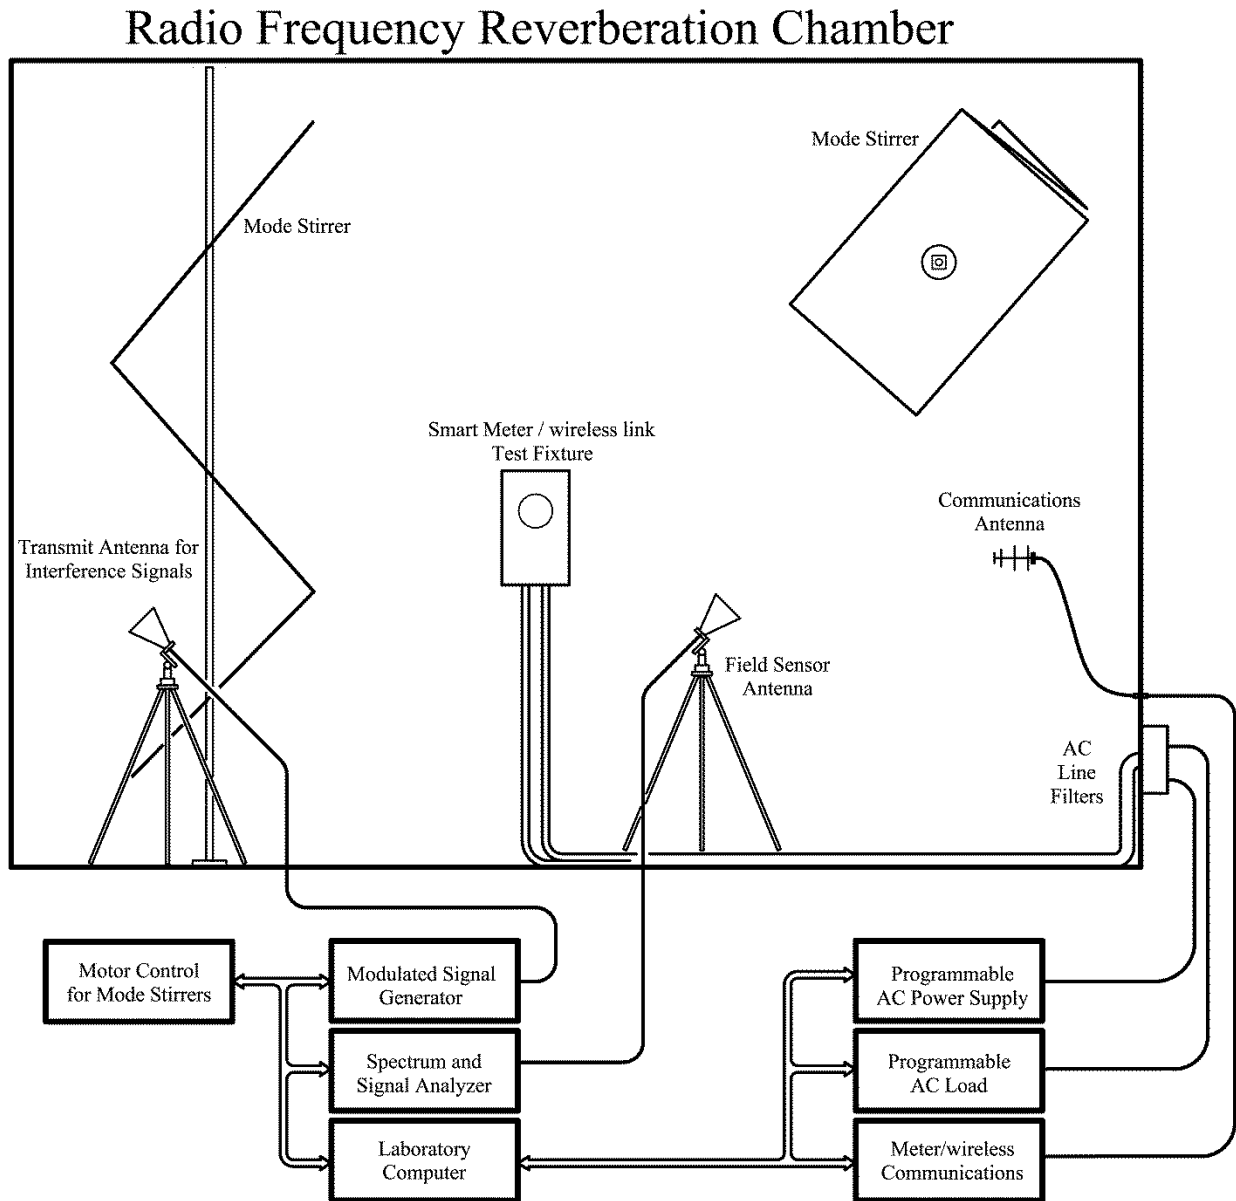 Radio Frequency Reverberation Chamber
Mode Stirrer
Mode Stirrer
Smart Meter / wireless link
Test Fixture
Communications
Antenna
Transmit Antenna for
Interference Signals
Field Sensor
Antenna
AC
Line
Filters
Motor Control
for Mode Stirrers
Modulated Signal
Generator
Programmable
AC Power Supply
Spectrum and
Signal Analyzer
Programmable
AC Load
Laboratory
Computer
Meter/wireless
Communications